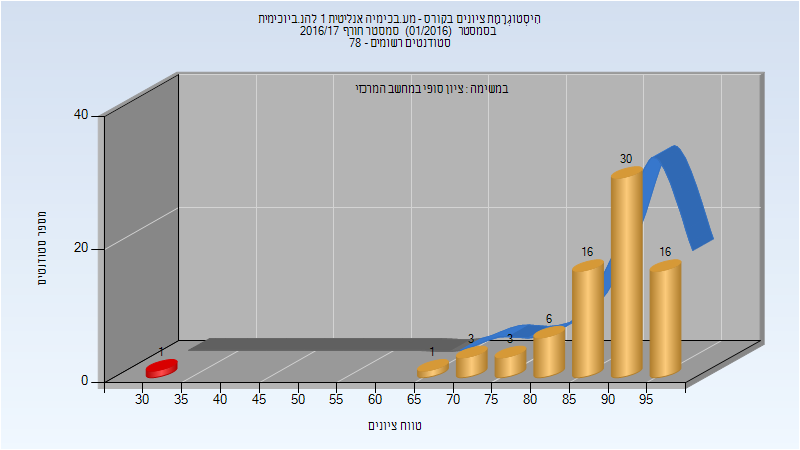 היסטוגרמת ציונים בקורס - מע.בכימיה אנליטית 1 להנ.ביוכימית
בסמסטר (01/2016) סמסטר חורף 2016/17
סטודנטים רשומים - 78
במשימה : ציון סופי במחשב המרכזי
מספר סטודנטים
40
20
0
1
1
3
3
6
16
30
16
30 35 40 45 50 55 60 65 70 75 80 85 90 95
טווח ציונים